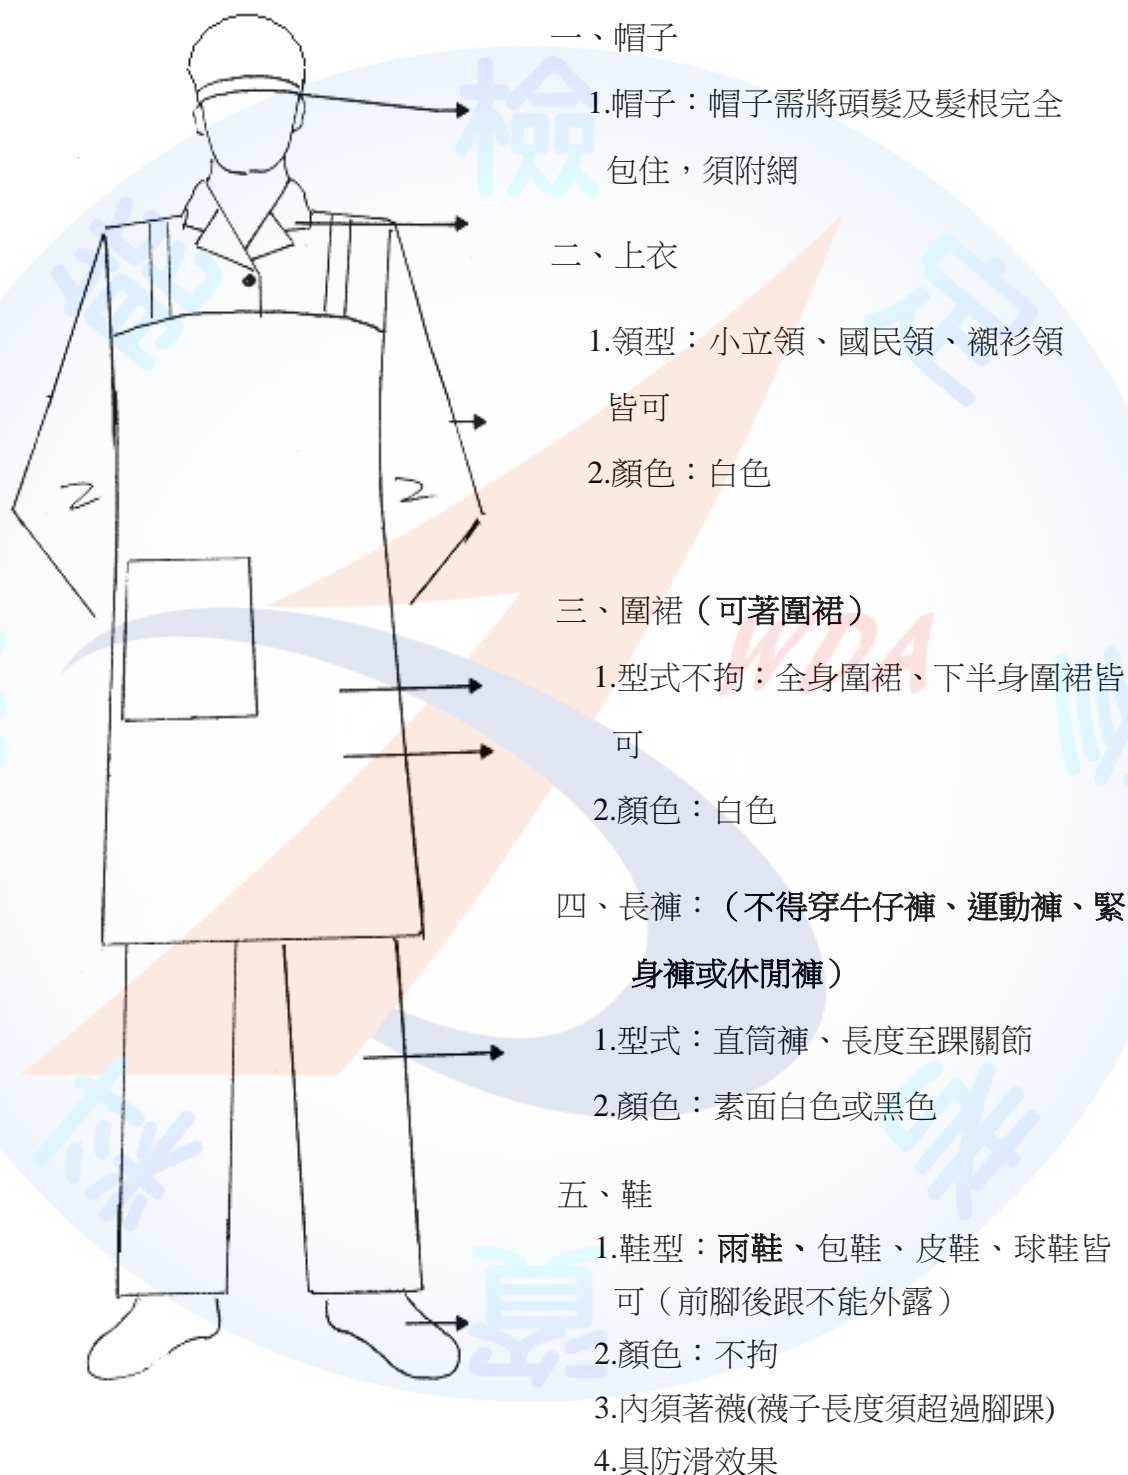 一、帽子
1.帽子：帽子需將頭髮及髮根完全
包住，須附網
二、上衣
1.領型：小立領、國民領、襯衫領
皆可
2.顏色：白色
三、圍裙（可著圍裙）
1.型式不拘：全身圍裙、下半身圍裙皆
可
2.顏色：白色
四、長褲：（不得穿牛仔褲、運動褲、緊
身褲或休閒褲）
1.型式：直筒褲、長度至踝關節
2.顏色：素面白色或黑色
五、鞋
1.鞋型：雨鞋、包鞋、皮鞋、球鞋皆
可（前腳後跟不能外露）
2.顏色：不拘
3.內須著襪(襪子長度須超過腳踝)
4.具防滑效果
WDA
能
檢
定
考
資
料